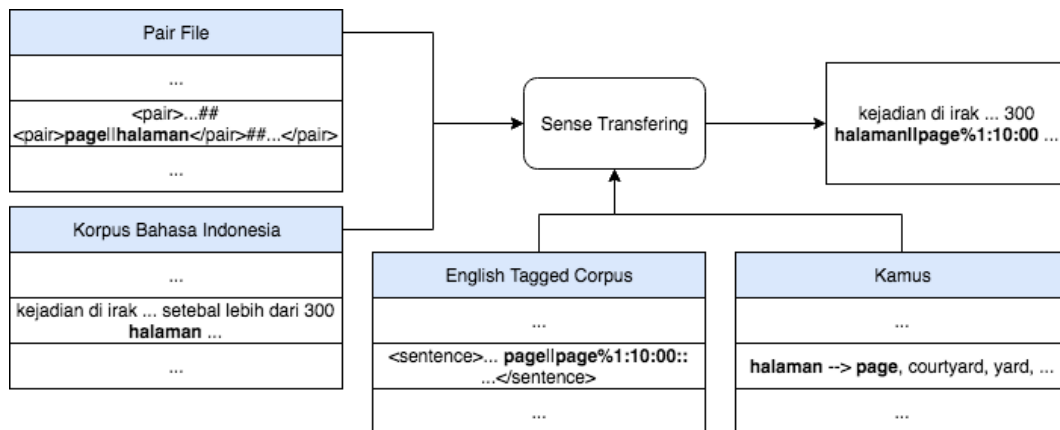 Pair File
...
<pair>...##
<pair>page||halaman</pair>##...</pair>
...
Korpus Bahasa Indonesia
...
kejadian di irak ... setebal lebih dari 300
halaman ...
...
Sense Transfering
kejadian di irak ... 300
halaman||page%1:10:00 ...
English Tagged Corpus
...
<sentence>... page||page%1:10:00::
...</sentence>
...
Kamus
...
halaman --> page, courtyard, yard, ...
...